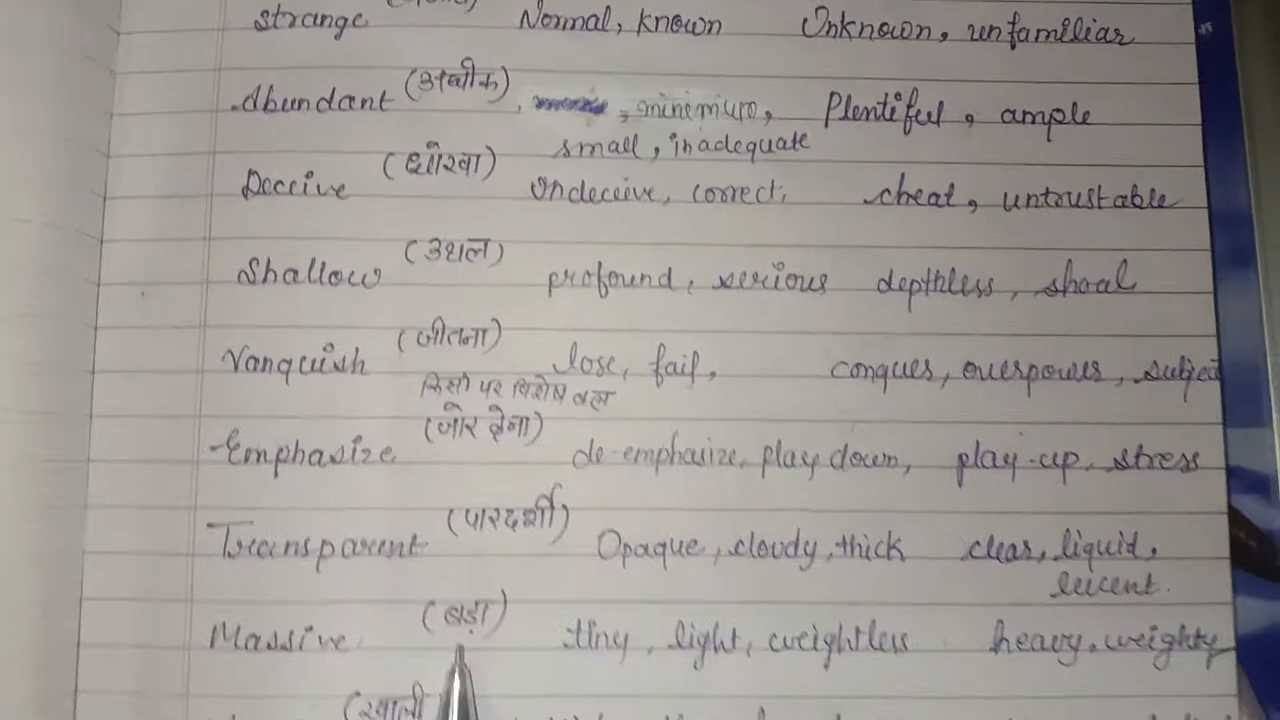 strange Normal, known Unknown, unfamiliar
Abundant (अधीक) , minimum, Plentiful, ample
small, inadequate
Deceive (धोखा) Undeceive, correct, cheat, untrustable
Shallow (उथल) profound, serious depthless, shoal
Vanquish (जीतना) lose, fail, conquer, overpower, subject
किसी पर विशेष बल
Emphasize (जोर देना) de-emphasize, play down, play-up, stress
Transparent (पारदर्शी) Opaque, cloudy, thick clear, liquid,
lucent.
Massive (बड़ा) tiny, light, weightless heavy, weighty
(खाली